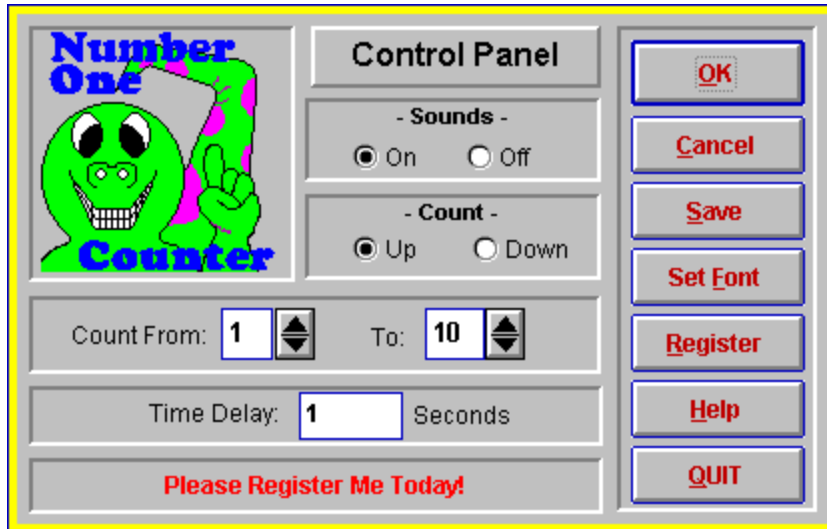 Number
One
Counter
Control Panel
- Sounds -
On Off
- Count -
Up Down
Count From: 1 To: 10
Time Delay: 1 Seconds
Please Register Me Today!
OK
Cancel
Save
Set Font
Register
Help
QUIT